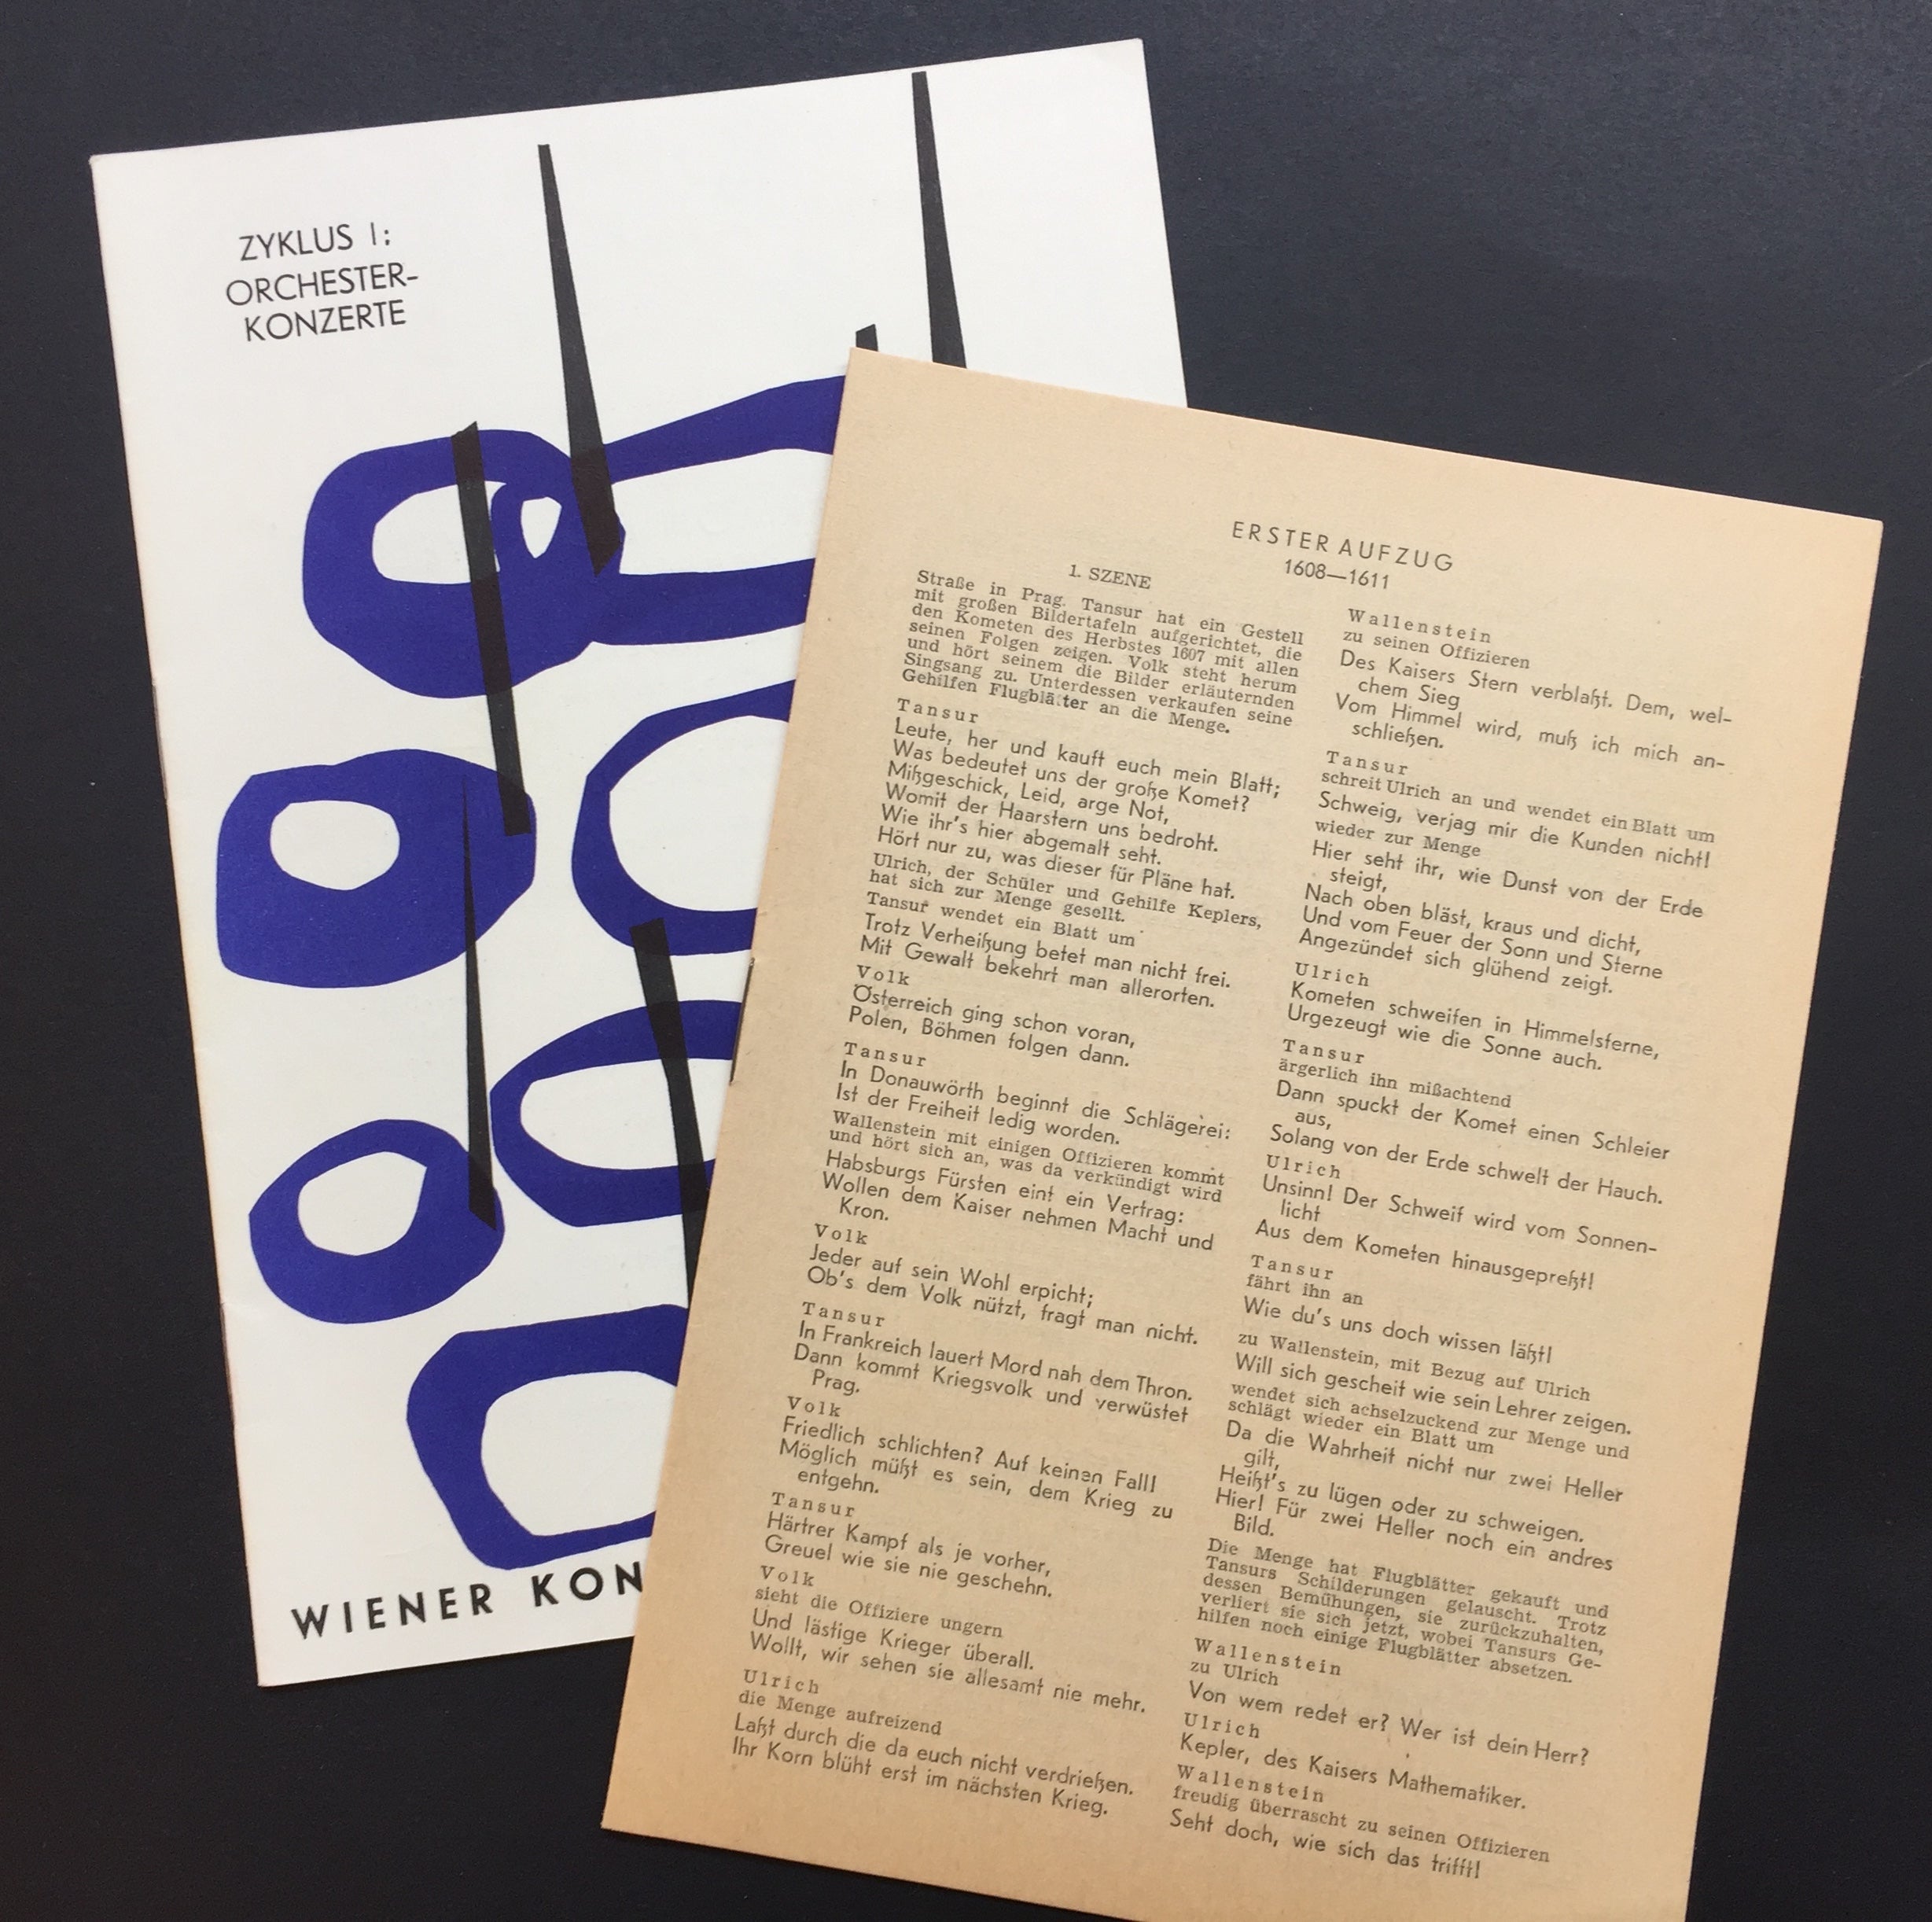 ZYKLUS I:
ORCHESTER-
KONZERTE
WIENER KON
ERSTER AUFZUG
1608—1611
1. SZENE
Straße in Prag. Tansur hat ein Gestell
mit großen Bildertafeln aufgerichtet, die
den Kometen des Herbstes 1607 mit allen
seinen Folgen zeigen. Volk steht herum
und hört seinem die Bilder erläuternden
Singsang zu. Unterdessen verkaufen seine
Gehilfen Flugblätter an die Menge.
Tansur
Leute, her und kauft euch mein Blatt;
Was bedeutet uns der große Komet?
Mißgeschick, Leid, arge Not,
Womit der Haarstern uns bedroht.
Wie ihr's hier abgemalt seht.
Hört nur zu, was dieser für Pläne hat.
Ulrich, der Schüler und Gehilfe Keplers,
hat sich zur Menge gesellt.
Tansur wendet ein Blatt um
Trotz Verheißung betet man nicht frei.
Mit Gewalt bekehrt man allerorten.
Volk
Österreich ging schon voran,
Polen, Böhmen folgen dann.
Tansur
In Donauwörth beginnt die Schlägerei:
Ist der Freiheit ledig worden.
Wallenstein mit einigen Offizieren kommt
und hört sich an, was da verkündigt wird
Habsburgs Fürsten eint ein Vertrag:
Wollen dem Kaiser nehmen Macht und
Kron.
Volk
Jeder auf sein Wohl erpicht;
Ob's dem Volk nützt, fragt man nicht.
Tansur
In Frankreich lauert Mord nah dem Thron.
Dann kommt Kriegsvolk und verwüstet
Prag.
Volk
Friedlich schlichten? Auf keinen Fall!
Möglich müßt es sein, dem Krieg zu
entgehn.
Tansur
Härtrer Kampf als je vorher,
Greuel wie sie nie geschehn.
Volk
sieht die Offiziere ungern
Und lästige Krieger überall.
Wollt, wir sehen sie allesamt nie mehr.
Ulrich
die Menge aufreizend
Laßt durch die da euch nicht verdrießen.
Ihr Korn blüht erst im nächsten Krieg.
Wallenstein
zu seinen Offizieren
Des Kaisers Stern verblaßt. Dem, wel-
chem Sieg
Vom Himmel wird, muß ich mich an-
schließen.
Tansur
schreit Ulrich an und wendet ein Blatt um
Schweig, verjag mir die Kunden nicht!
wieder zur Menge
Hier seht ihr, wie Dunst von der Erde
steigt,
Nach oben bläst, kraus und dicht,
Und vom Feuer der Sonn und Sterne
Angezündet sich glühend zeigt.
Ulrich
Kometen schweifen in Himmelsferne,
Urgezeugt wie die Sonne auch.
Tansur
ärgerlich ihn mißachtend
Dann spuckt der Komet einen Schleier
aus,
Solang von der Erde schwelt der Hauch.
Ulrich
Unsinn! Der Schweif wird vom Sonnen-
licht
Aus dem Kometen hinausgepreßt!
Tansur
fährt ihn an
Wie du's uns doch wissen läßt!
zu Wallenstein, mit Bezug auf Ulrich
Will sich gescheit wie sein Lehrer zeigen.
wendet sich achselzuckend zur Menge und
schlägt wieder ein Blatt um
Da die Wahrheit nicht nur zwei Heller
gilt,
Heißt's zu lügen oder zu schweigen.
Hier! Für zwei Heller noch ein andres
Bild.
Die Menge hat Flugblätter gekauft und
Tansurs Schilderungen gelauscht. Trotz
dessen Bemühungen, sie zurückzuhalten,
verliert sie sich jetzt, wobei Tansurs Ge-
hilfen noch einige Flugblätter absetzen.
Wallenstein
zu Ulrich
Von wem redet er? Wer ist dein Herr?
Ulrich
Kepler, des Kaisers Mathematiker.
Wallenstein
freudig überrascht zu seinen Offizieren
Seht doch, wie sich das trifft!